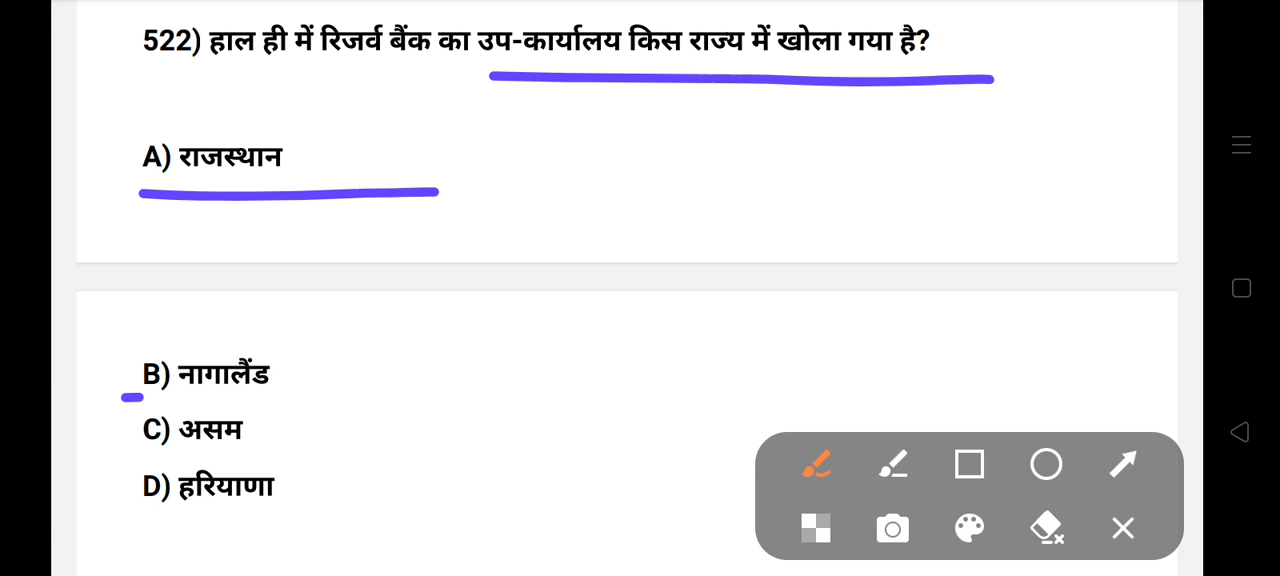 522) हाल ही में रिजर्व बैंक का उप-कार्यालय किस राज्य में खोला गया है?
A) राजस्थान
B) नागालैंड
C) असम
D) हरियाणा